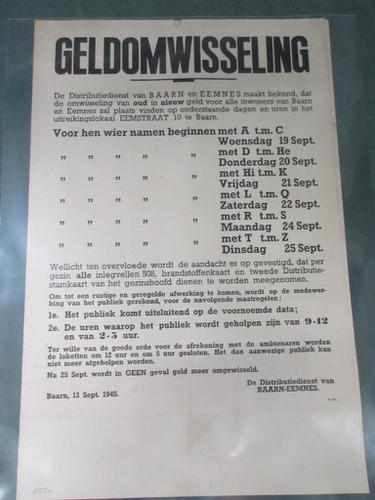 GELDOMWISSELING
De Distributiedienst van BAARN en EEMNES maakt bekend, dat
de omwisseling van oud in nieuw geld voor alle inwoners van Baarn
en Eemnes zal plaats vinden op onderstaande dagen en uren in het
uitreikingslokaal EEMSTRAAT 10 te Baarn.
Voor hen wier namen beginnen met A t.m. C
Woensdag 19 Sept.
„ „ „ „ „ met D t.m. He
Donderdag 20 Sept.
„ „ „ „ „ met Hi t.m. K
Vrijdag 21 Sept.
„ „ „ „ „ met L t.m. Q
Zaterdag 22 Sept.
„ „ „ „ „ met R t.m. S
Maandag 24 Sept.
„ „ „ „ „ met T t.m. Z
Dinsdag 25 Sept.
Wellicht ten overvloede wordt de aandacht er op gevestigd, dat per
gezin alle inlegvellen 508, brandstoffenkaart en tweede Distributie-
stamkaart van het gezinshoofd dienen te worden meegenomen.
Om tot een rustige en geregelde afwerking te komen, wordt op de medewer-
king van het publiek gerekend, voor de navolgende maatregelen:
1e. Het publiek komt uitsluitend op de voornoemde data;
2e. De uren waarop het publiek wordt geholpen zijn van 9-12
en van 2-5 uur.
Ter wille van de goede orde voor de afrekening met de ambtenaren worden
de loketten om 12 uur en om 5 uur gesloten. Het dan aanwezige publiek kan
niet meer afgeholpen worden.
Na 25 Sept. wordt in GEEN geval geld meer omgewisseld.
De Distributiedienst van
BAARN-EEMNES.
Baarn, 13 Sept. 1945.